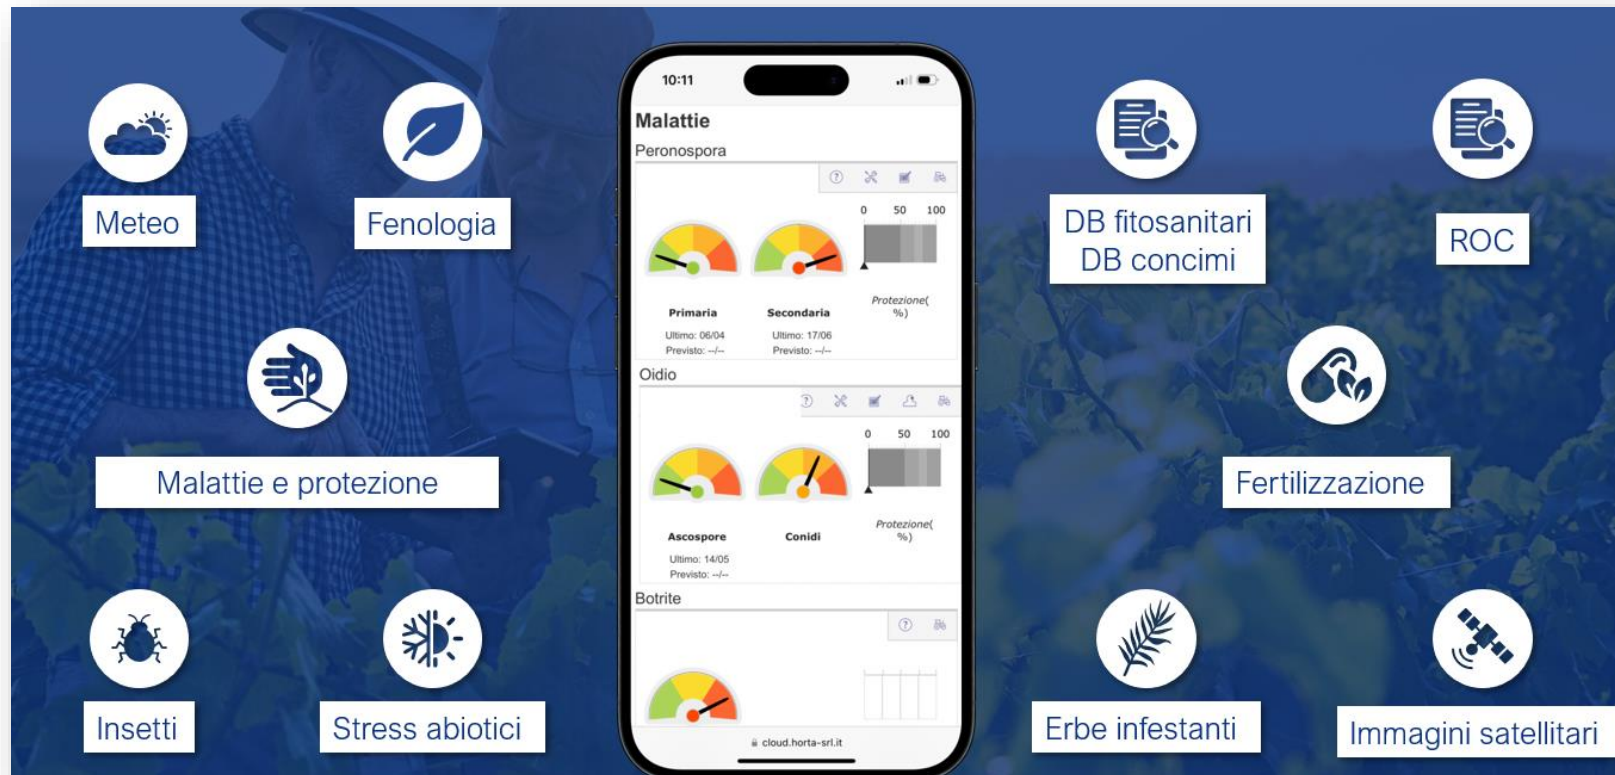 Meteo
Fenologia
Malattie e protezione
Insetti
Stress abiotici
10:11
Malattie
Peronospora
?
0 50 100
Primaria
Ultimo: 06/04
Previsto: --/--
Secondaria
Ultimo: 17/06
Previsto: --/--
Protezione(
%)
Oidio
?
0 50 100
Ascospore
Ultimo: 14/05
Previsto: --/--
Conidi
Protezione(
%)
Botrite
?
cloud.horta-srl.it
DB fitosanitari
DB concimi
ROC
Fertilizzazione
Erbe infestanti
Immagini satellitari